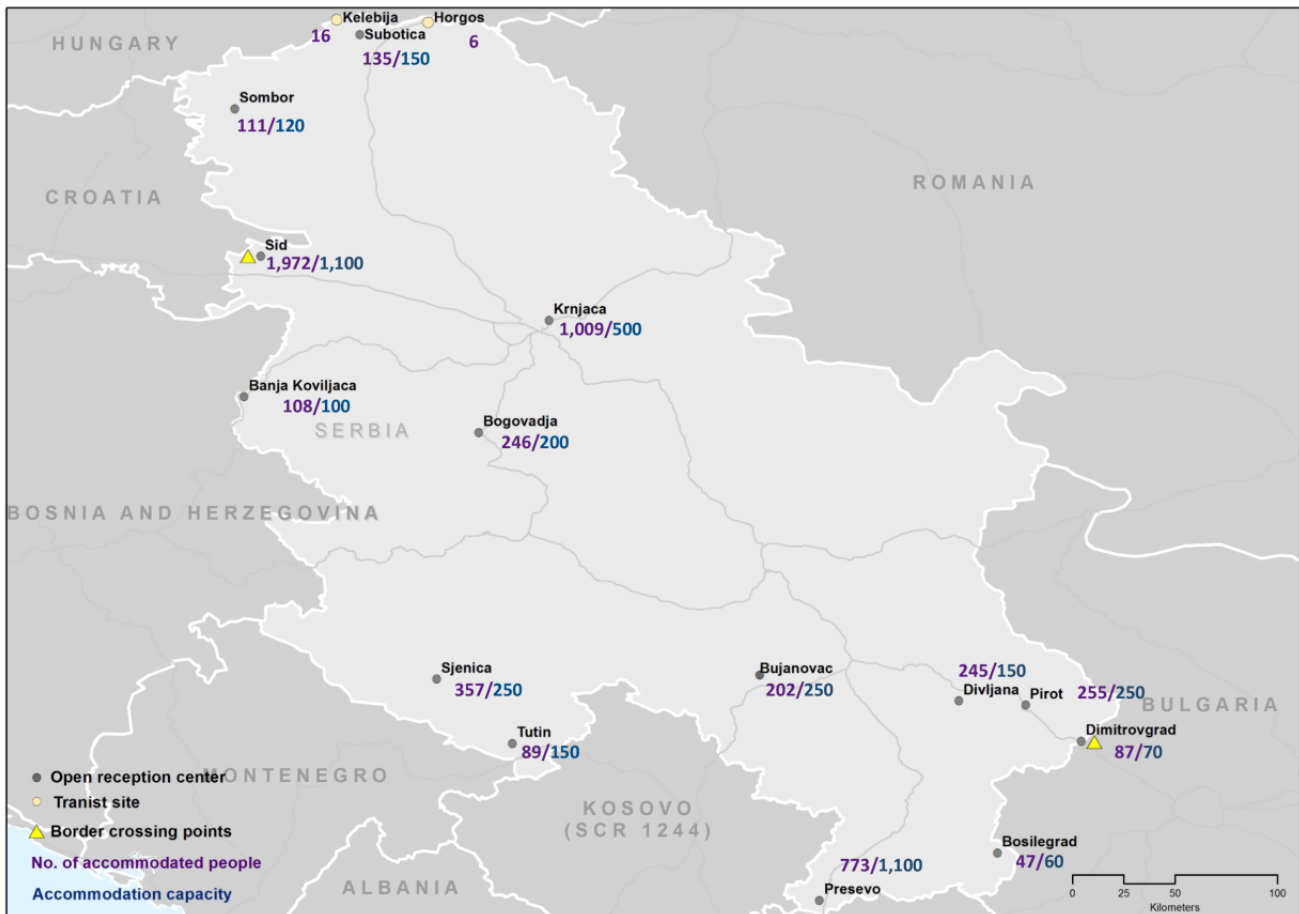 Kelebija
Horgos
HUNGARY
16
Subotica
6
135/150
Sombor
111/120
CROATIA
ROMANIA
Sid
1,972/1,100
Krnjaca
1,009/500
Banja Koviljaca
108/100
SERBIA
Bogovadja
246/200
BOSNIA AND HERZEGOVINA
Sjenica
357/250
Bujanovac
202/250
245/150
Divljana
Pirot
255/250
BULGARIA
Tutin
89/150
Dimitrovgrad
87/70
MONTENEGRO
KOSOVO
(SCR 1244)
Bosilegrad
47/60
773/1,100
Presevo
ALBANIA
Open reception center
Tranist site
Border crossing points
No. of accommodated people
Accommodation capacity
0 25 50 100
Kilometers